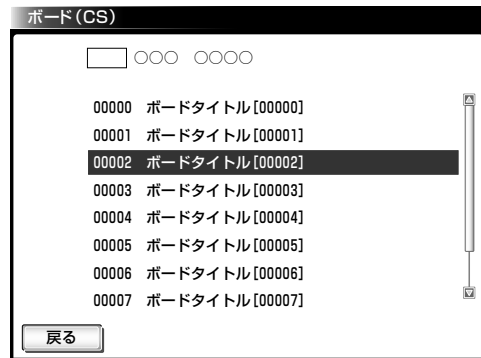 ボード(CS)
○○○ ○○○○
00000 ボードタイトル[00000]
00001 ボードタイトル[00001]
00002 ボードタイトル[00002]
00003 ボードタイトル[00003]
00004 ボードタイトル[00004]
00005 ボードタイトル[00005]
00006 ボードタイトル[00006]
00007 ボードタイトル[00007]
戻る